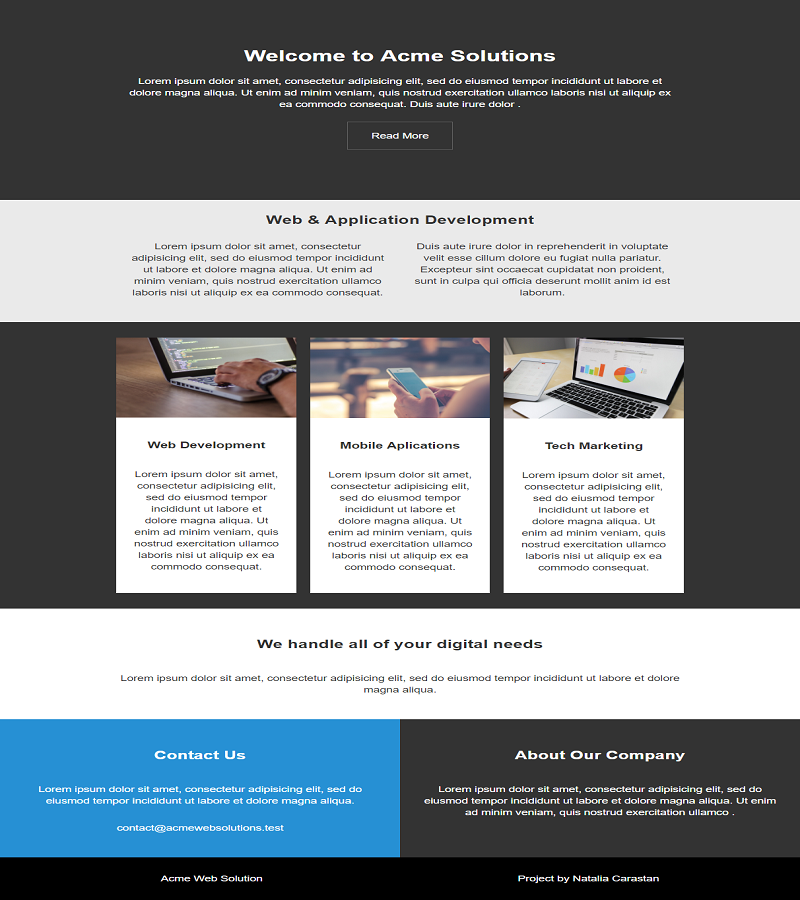 Welcome to Acme Solutions
Lorem ipsum dolor sit amet, consectetur adipisicing elit, sed do eiusmod tempor incididunt ut labore et
dolore magna aliqua. Ut enim ad minim veniam, quis nostrud exercitation ullamco laboris nisi ut aliquip ex
ea commodo consequat. Duis aute irure dolor .
Read More
Web & Application Development
Lorem ipsum dolor sit amet, consectetur
adipisicing elit, sed do eiusmod tempor incididunt
ut labore et dolore magna aliqua. Ut enim ad
minim veniam, quis nostrud exercitation ullamco
laboris nisi ut aliquip ex ea commodo consequat.
Duis aute irure dolor in reprehenderit in voluptate
velit esse cillum dolore eu fugiat nulla pariatur.
Excepteur sint occaecat cupidatat non proident,
sunt in culpa qui officia deserunt mollit anim id est
laborum.
Web Development
Lorem ipsum dolor sit amet,
consectetur adipisicing elit,
sed do eiusmod tempor
incididunt ut labore et
dolore magna aliqua. Ut
enim ad minim veniam, quis
nostrud exercitation ullamco
laboris nisi ut aliquip ex ea
commodo consequat.
Mobile Aplications
Lorem ipsum dolor sit amet,
consectetur adipisicing elit,
sed do eiusmod tempor
incididunt ut labore et
dolore magna aliqua. Ut
enim ad minim veniam, quis
nostrud exercitation ullamco
laboris nisi ut aliquip ex ea
commodo consequat.
Tech Marketing
Lorem ipsum dolor sit amet,
consectetur adipisicing elit,
sed do eiusmod tempor
incididunt ut labore et
dolore magna aliqua. Ut
enim ad minim veniam, quis
nostrud exercitation ullamco
laboris nisi ut aliquip ex ea
commodo consequat.
We handle all of your digital needs
Lorem ipsum dolor sit amet, consectetur adipisicing elit, sed do eiusmod tempor incididunt ut labore et dolore
magna aliqua.
Contact Us
Lorem ipsum dolor sit amet, consectetur adipisicing elit, sed do
eiusmod tempor incididunt ut labore et dolore magna aliqua.
contact@acmewebsolutions.test
About Our Company
Lorem ipsum dolor sit amet, consectetur adipisicing elit, sed do
eiusmod tempor incididunt ut labore et dolore magna aliqua. Ut enim
ad minim veniam, quis nostrud exercitation ullamco .
Acme Web Solution
Project by Natalia Carastan